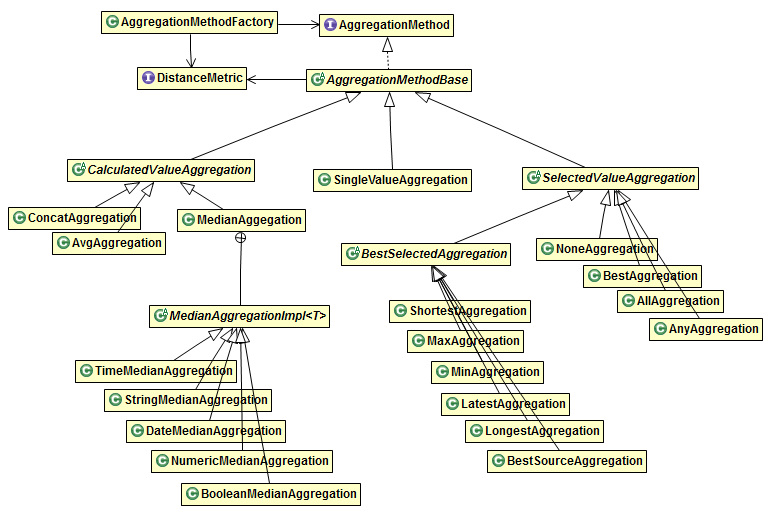 C AggregationMethodFactory
I AggregationMethod
I DistanceMetric
C A AggregationMethodBase
C A CalculatedValueAggregation
C SingleValueAggregation
C A SelectedValueAggregation
C ConcatAggregation
C AvgAggregation
C MedianAggegation
C A BestSelectedAggregation
C NoneAggregation
C BestAggregation
C AllAggregation
C AnyAggregation
C A MedianAggregationImpl<T>
C ShortestAggregation
C MaxAggregation
C MinAggregation
C LatestAggregation
C LongestAggregation
C BestSourceAggregation
C TimeMedianAggregation
C StringMedianAggregation
C DateMedianAggregation
C NumericMedianAggregation
C BooleanMedianAggregation